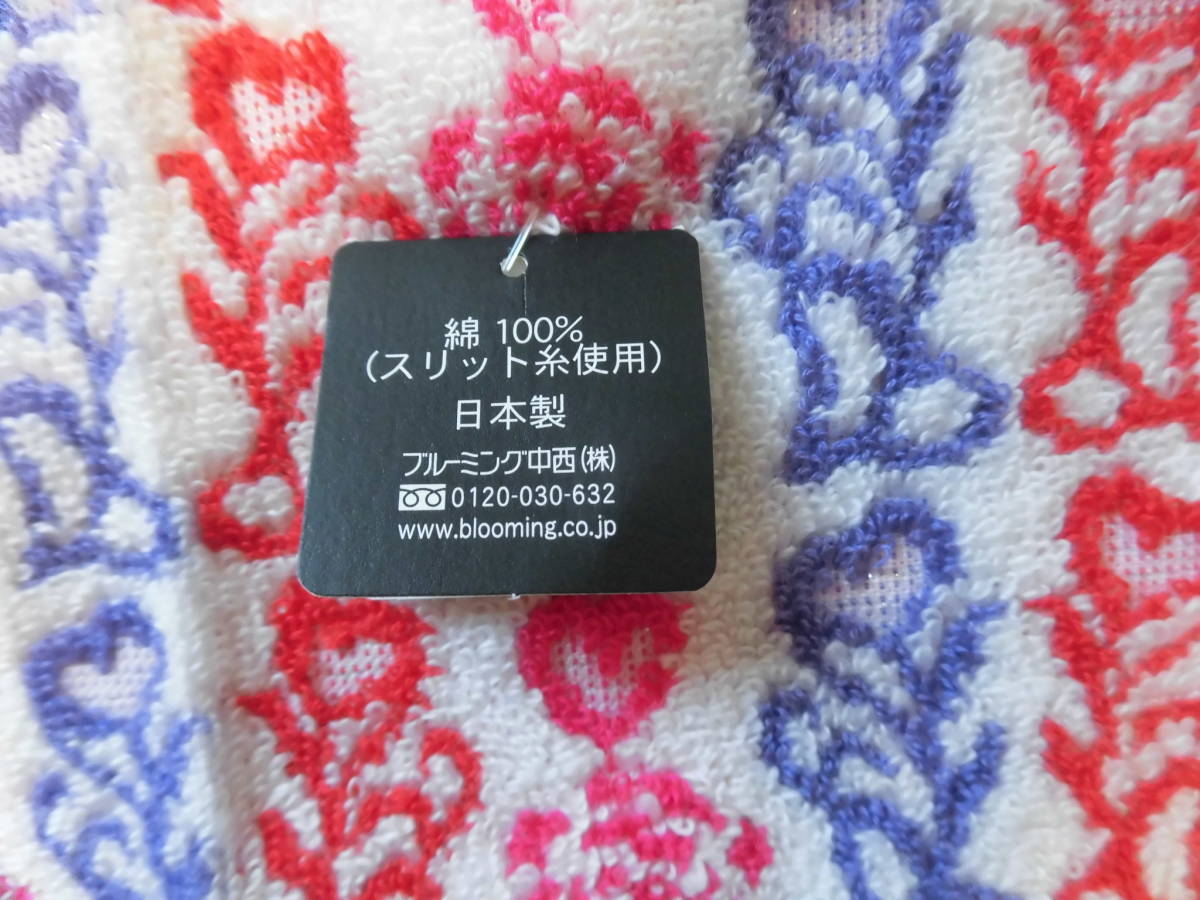 綿 100%
(スリット糸使用)
日本製
ブルーミング中西(株)
0120-030-632
www.blooming.co.jp